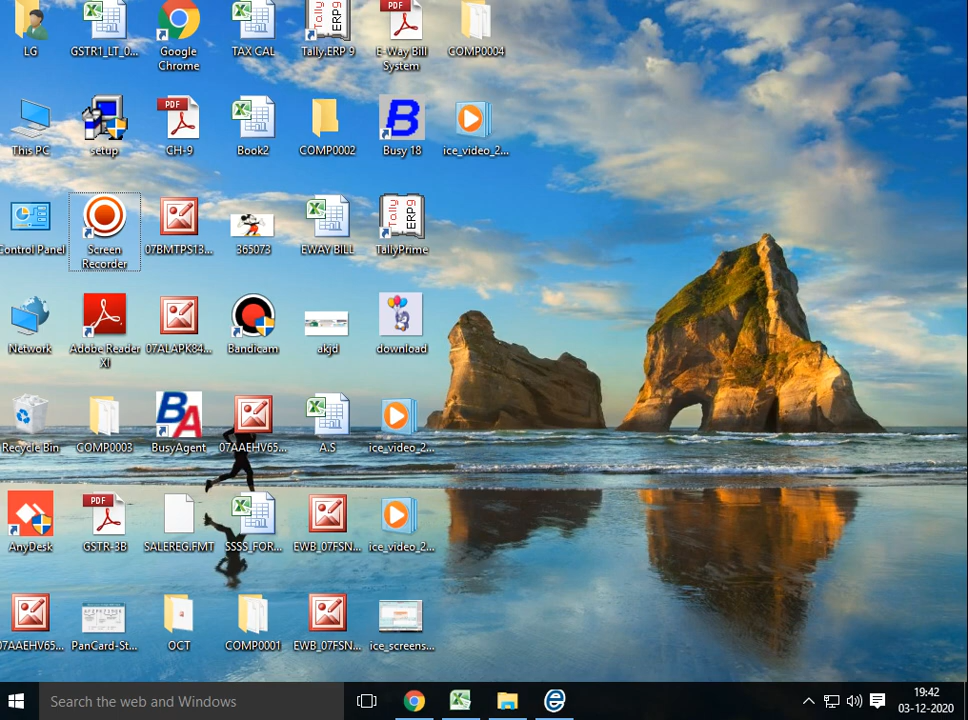 LG
GSTR1_LT_0...
Google
Chrome
TAX CAL
Tally.ERP 9
E-Way Bill
System
COMP0004
This PC
setup
CH-9
Book2
COMP0002
Busy 18
ice_video_2...
Control Panel
Screen
Recorder
07BMTPS13...
365073
EWAY BILL
TallyPrime
Network
Adobe Reader
XI
07ALAPK84...
Bandicam
akjd
download
Recycle Bin
COMP0003
BusyAgent
07AAEHV65...
A.S
ice_video_2...
AnyDesk
GSTR-3B
SALEREG.FMT
SSSS_FOR...
EWB_07FSN...
ice_video_2...
07AAEHV65...
PanCard-St...
OCT
COMP0001
EWB_07FSN...
ice_screens...
Search the web and Windows
19:42
03-12-2020